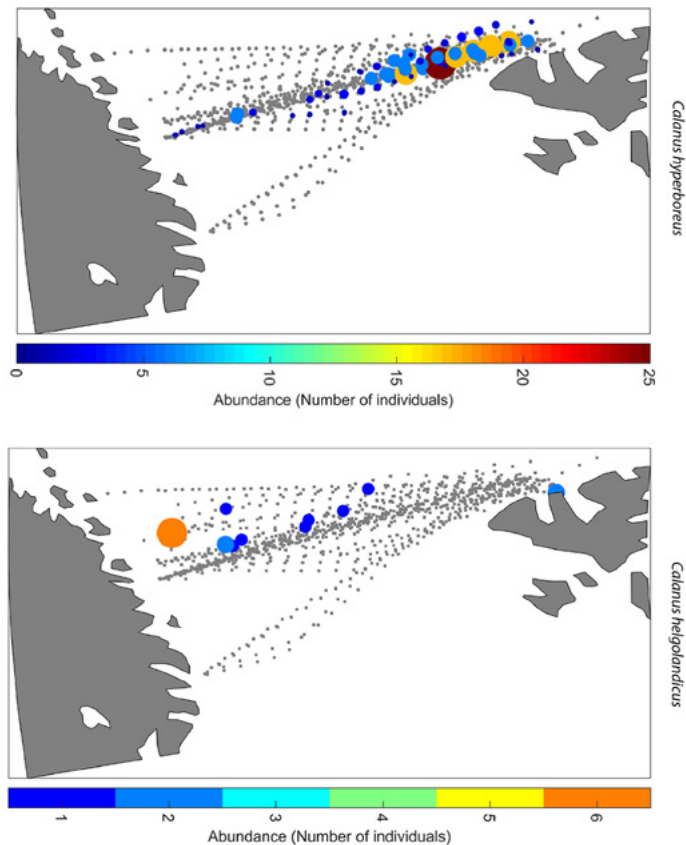 Calanus hyperboreus
0 5 10 15 20 25
Abundance (Number of individuals)
Calanus helgolandicus
1 2 3 4 5 6
Abundance (Number of individuals)